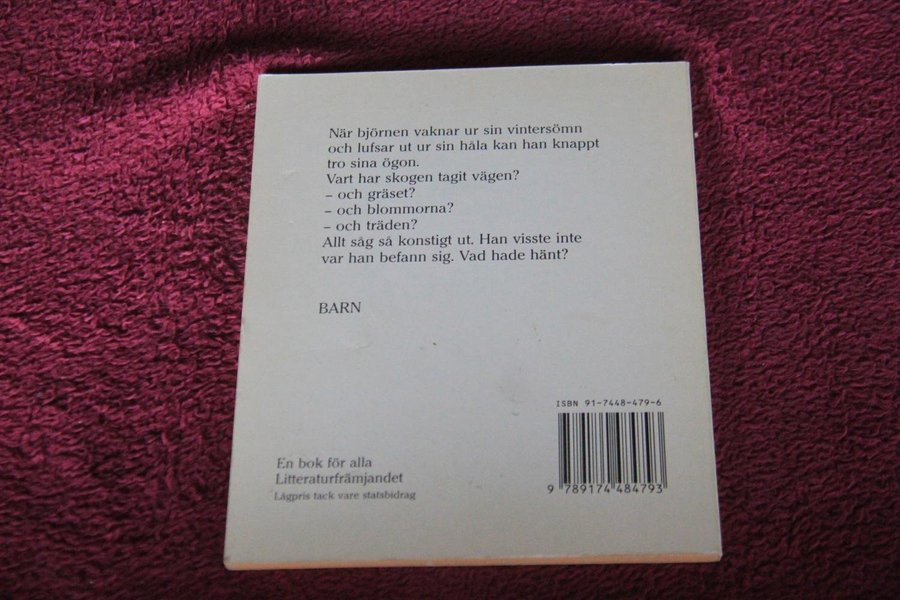 När björnen vaknar ur sin vintersömn
och lufsar ut ur sin håla kan han knappt
tro sina ögon.
Vart har skogen tagit vägen?
– och gräset?
– och blommorna?
– och träden?
Allt såg så konstigt ut. Han visste inte
var han befann sig. Vad hade hänt?
BARN
ISBN 91-7448-479-6
9 789174 484793
En bok för alla
Litteraturfrämjandet
Lågpris tack vare statsbidrag